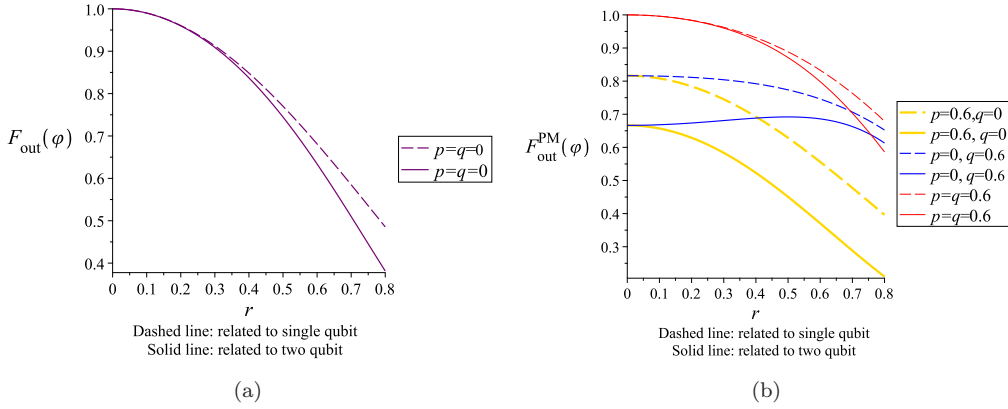 1.0
0.9
0.8
0.7
0.6
0.5
0.4
F_out(φ)
0 0.1 0.2 0.3 0.4 0.5 0.6 0.7 0.8
r
p=q=0
p=q=0
Dashed line: related to single qubit
Solid line: related to two qubit
(a)
1.0
0.9
0.8
0.7
0.6
0.5
0.4
0.3
F_out^PM(φ)
0 0.1 0.2 0.3 0.4 0.5 0.6 0.7 0.8
r
p=0.6,q=0
p=0.6, q=0
p=0, q=0.6
p=0, q=0.6
p=q=0.6
p=q=0.6
Dashed line: related to single qubit
Solid line: related to two qubit
(b)